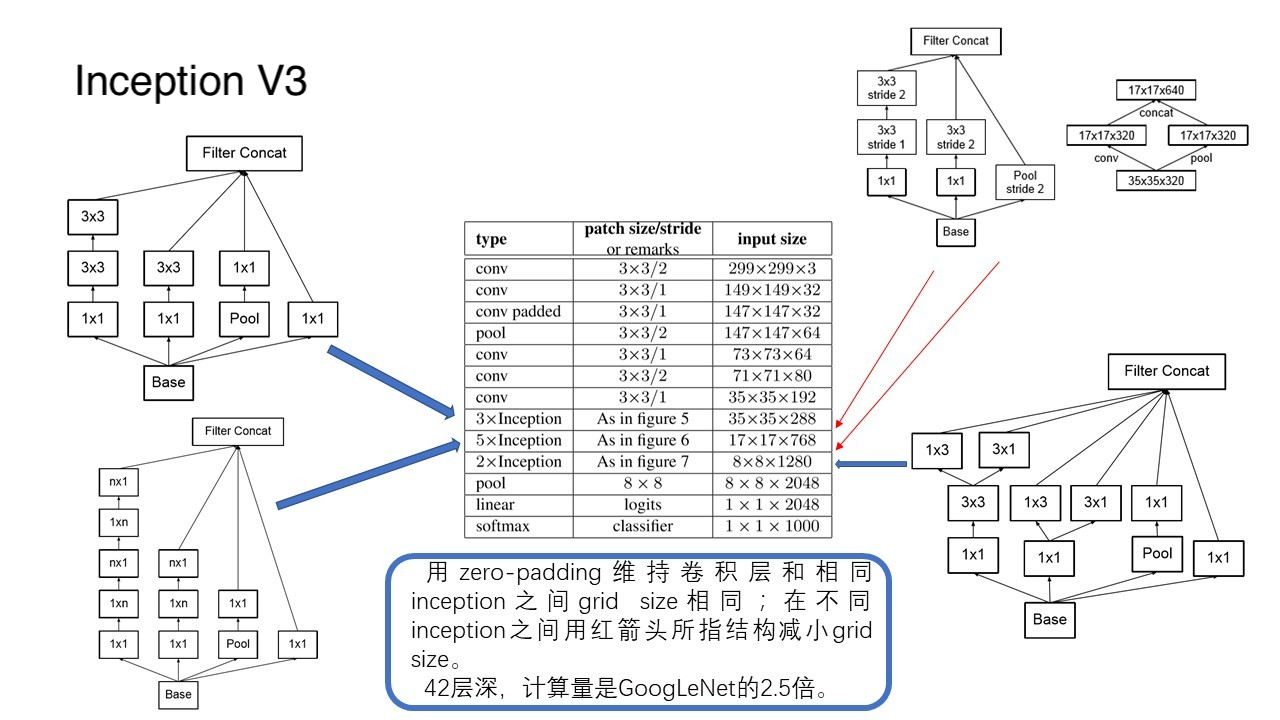 Inception V3
Filter Concat
3x3
3x3 3x3 1x1
1x1 1x1 Pool 1x1
Base
Filter Concat
nx1
1xn
nx1 nx1
1xn 1xn 1x1
1x1 1x1 Pool 1x1
Base
type patch size/stride or remarks input size
conv 3×3/2 299×299×3
conv 3×3/1 149×149×32
conv padded 3×3/1 147×147×32
pool 3×3/2 147×147×64
conv 3×3/1 73×73×64
conv 3×3/2 71×71×80
conv 3×3/1 35×35×192
3×Inception As in figure 5 35×35×288
5×Inception As in figure 6 17×17×768
2×Inception As in figure 7 8×8×1280
pool 8 × 8 8 × 8 × 2048
linear logits 1 × 1 × 2048
softmax classifier 1 × 1 × 1000
用 zero-padding 维持卷积层和相同
inception 之间 grid size 相同；在不同
inception之间用红箭头所指结构减小grid
size。
42层深，计算量是GoogLeNet的2.5倍。
Filter Concat
3x3 stride 2
3x3 stride 1 3x3 stride 2
1x1 1x1 Pool stride 2
Base
17x17x640
concat
17x17x320 17x17x320
conv pool
35x35x320
Filter Concat
1x3 3x1
3x3 1x3 3x1 1x1
1x1 1x1 Pool 1x1
Base